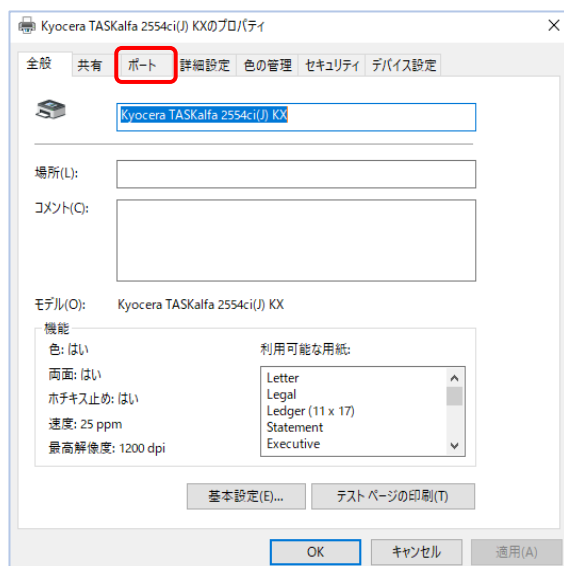 Kyocera TASKalfa 2554ci(J) KXのプロパティ
全般 共有 ポート 詳細設定 色の管理 セキュリティ デバイス設定
Kyocera TASKalfa 2554ci(J) KX
場所(L):
コメント(C):
モデル(O): Kyocera TASKalfa 2554ci(J) KX
機能
色: はい
両面: はい
ホチキス止め: はい
速度: 25 ppm
最高解像度: 1200 dpi
利用可能な用紙:
Letter
Legal
Ledger (11 x 17)
Statement
Executive
基本設定(E)... テスト ページの印刷(T)
OK キャンセル 適用(A)